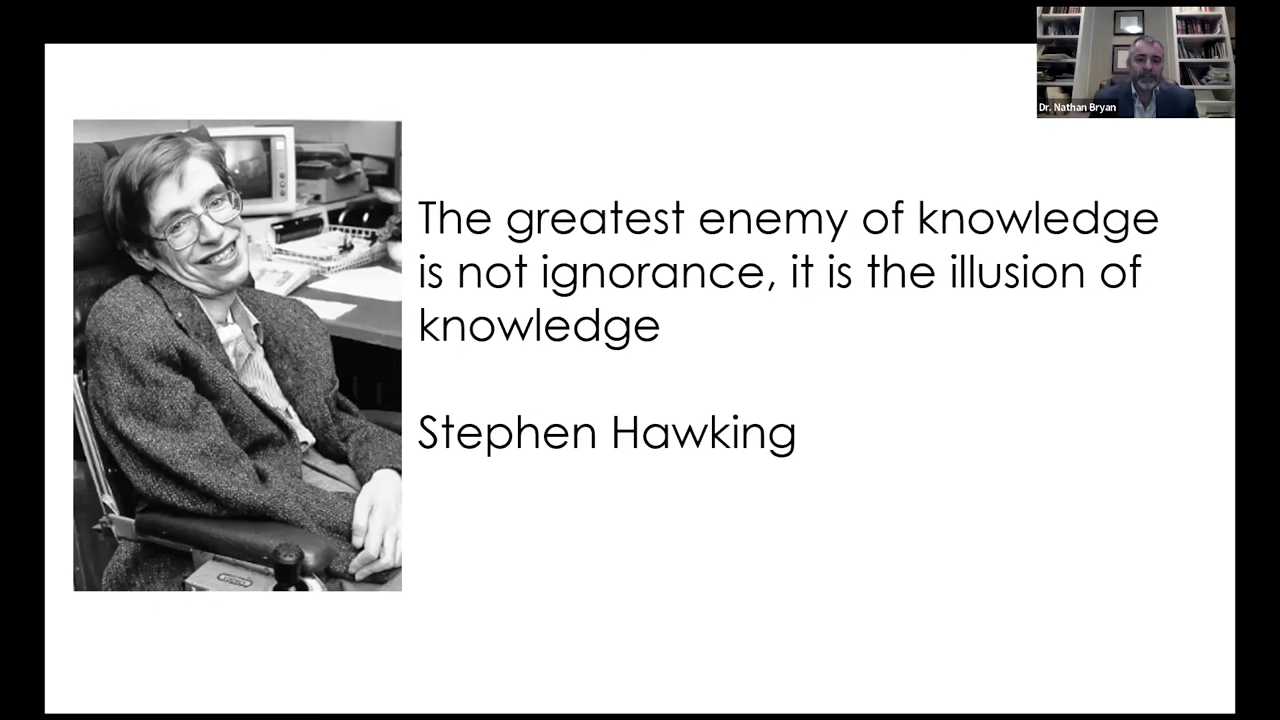 Dr. Nathan Bryan
The greatest enemy of knowledge
is not ignorance, it is the illusion of
knowledge
Stephen Hawking